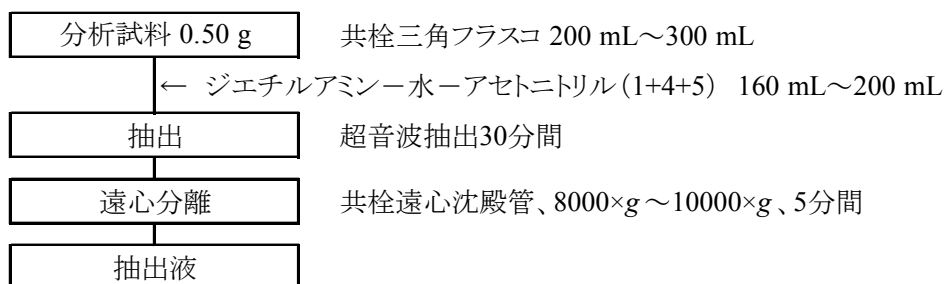 分析試料 0.50 g 共栓三角フラスコ 200 mL～300 mL
← ジエチルアミン－水－アセトニトリル(1+4+5) 160 mL～200 mL
抽出 超音波抽出30分間
遠心分離 共栓遠心沈殿管、8000×g～10000×g、5分間
抽出液